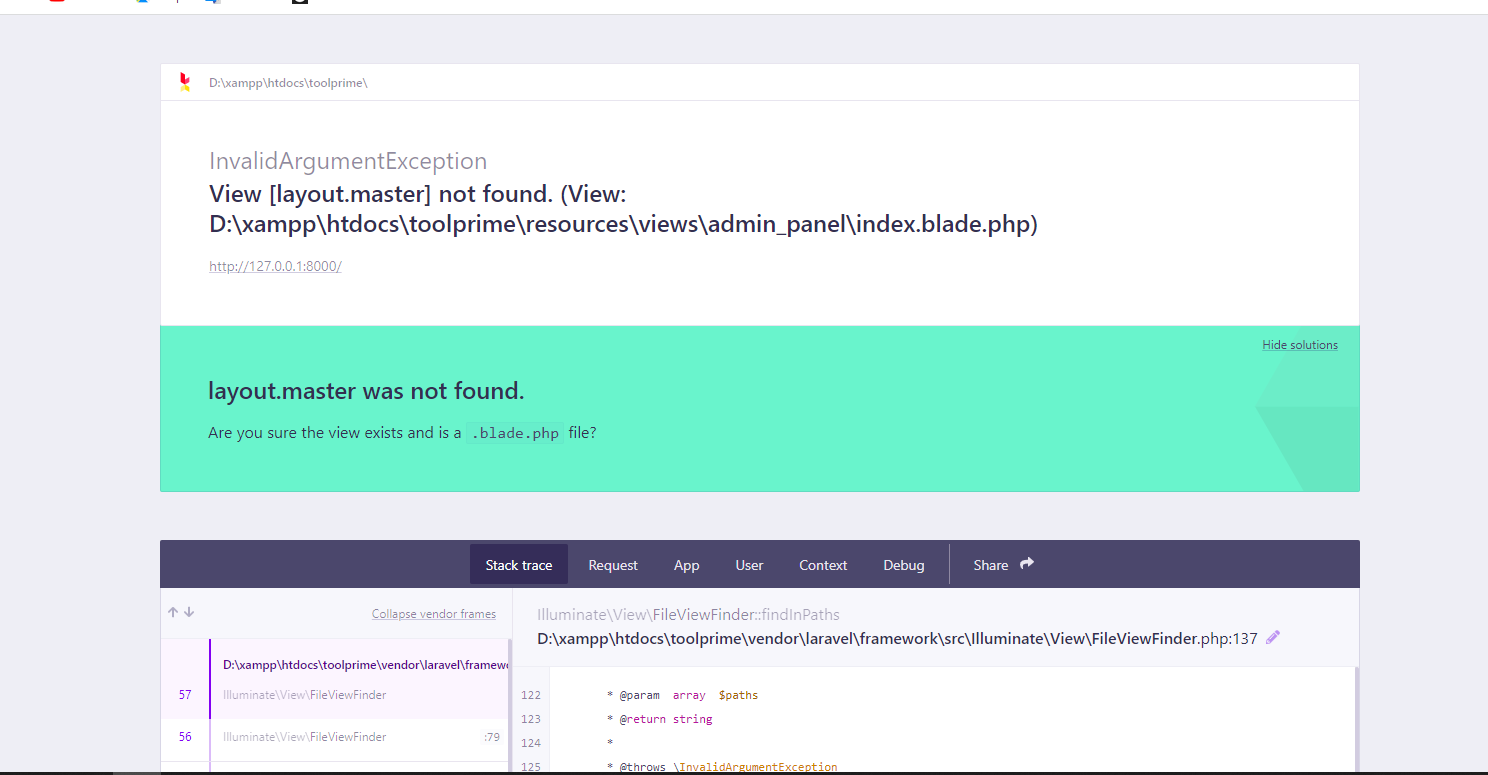 D:\xampp\htdocs\toolprime\
InvalidArgumentException
View [layout.master] not found. (View:
D:\xampp\htdocs\toolprime\resources\views\admin_panel\index.blade.php)
http://127.0.0.1:8000/
Hide solutions
layout.master was not found.
Are you sure the view exists and is a .blade.php file?
Stack trace Request App User Context Debug Share
Collapse vendor frames
D:\xampp\htdocs\toolprime\vendor\laravel\framewo
57 Illuminate\View\FileViewFinder
56 Illuminate\View\FileViewFinder :79
Illuminate\View\FileViewFinder::findInPaths
D:\xampp\htdocs\toolprime\vendor\laravel\framework\src\Illuminate\View\FileViewFinder.php:137
122 * @param array $paths
123 * @return string
124 *
125 * @throws \InvalidArgumentException